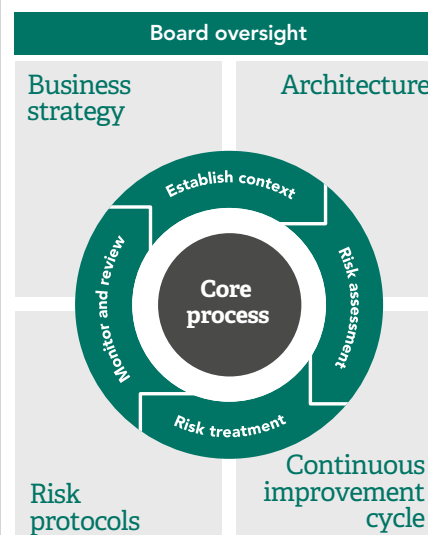 Board oversight
Business
strategy
Architecture
Establish context
Risk assessment
Risk treatment
Monitor and review
Core
process
Risk
protocols
Continuous
improvement
cycle